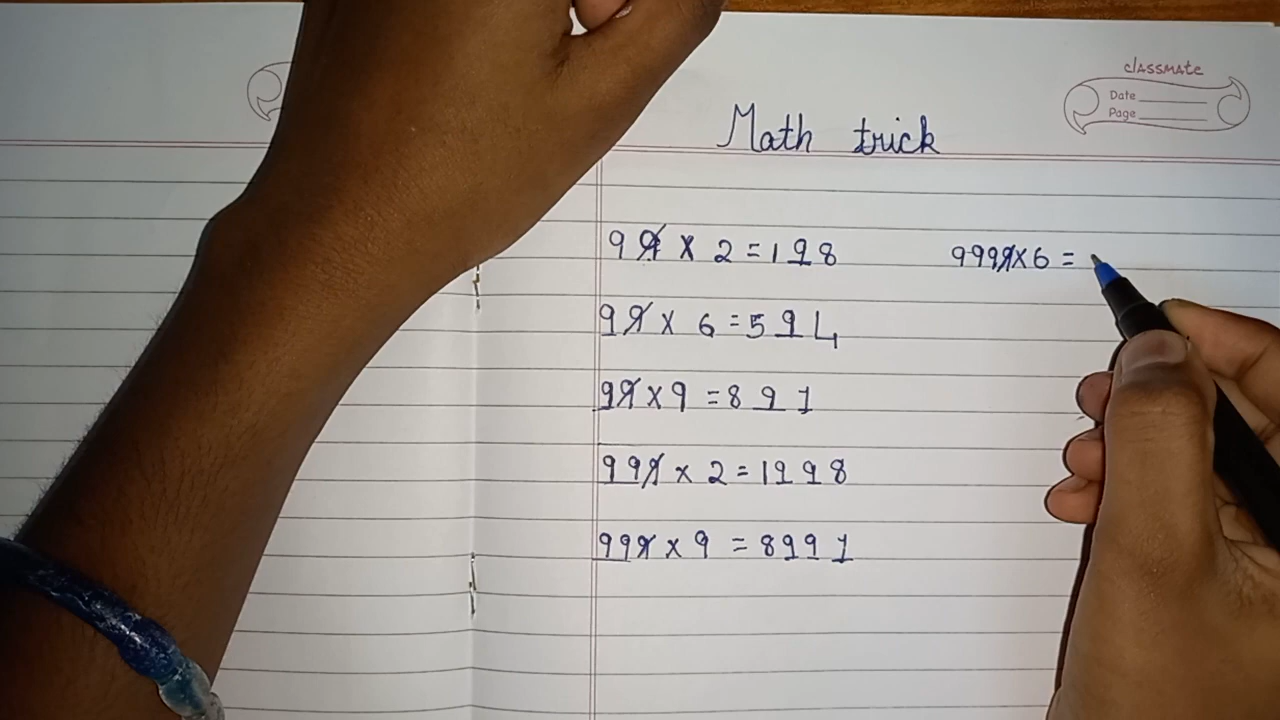 classmate
Date
Page
Math trick
99 x 2 = 198
9999 x 6 =
99 x 6 = 594
99 x 9 = 891
999 x 2 = 1998
999 x 9 = 8991